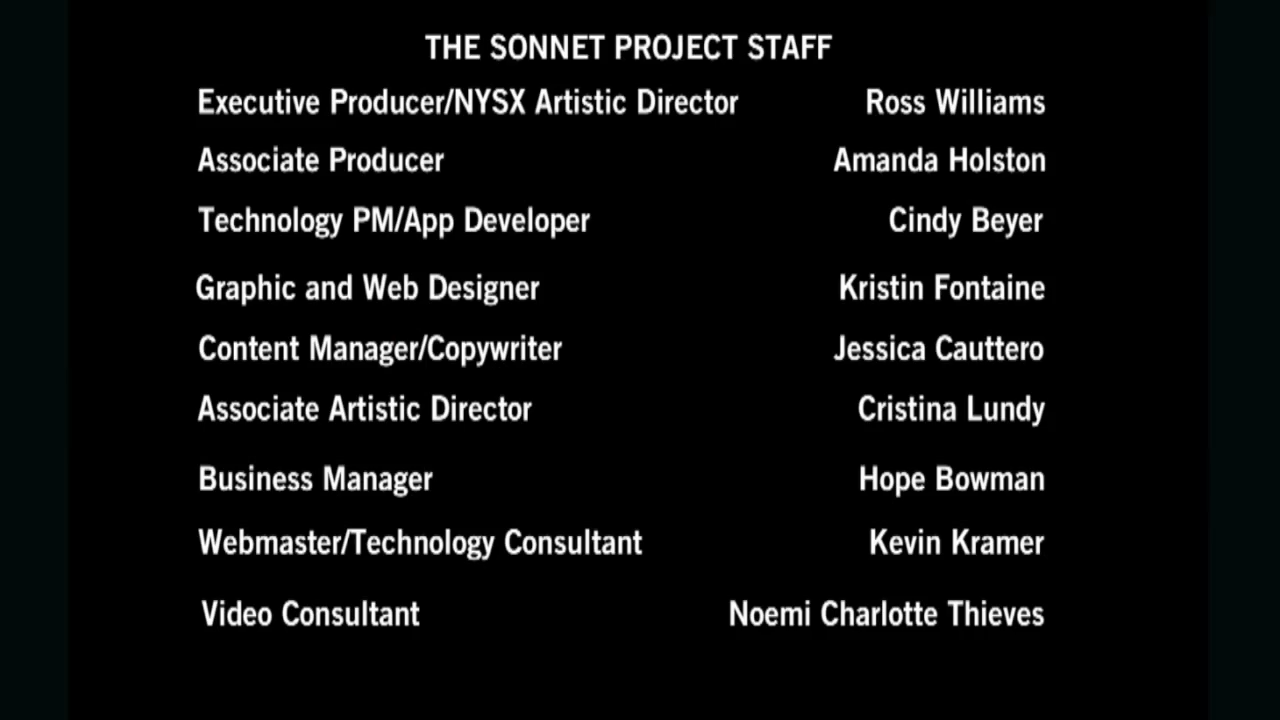 THE SONNET PROJECT STAFF
Executive Producer/NYSX Artistic Director Ross Williams
Associate Producer Amanda Holston
Technology PM/App Developer Cindy Beyer
Graphic and Web Designer Kristin Fontaine
Content Manager/Copywriter Jessica Cauttero
Associate Artistic Director Cristina Lundy
Business Manager Hope Bowman
Webmaster/Technology Consultant Kevin Kramer
Video Consultant Noemi Charlotte Thieves